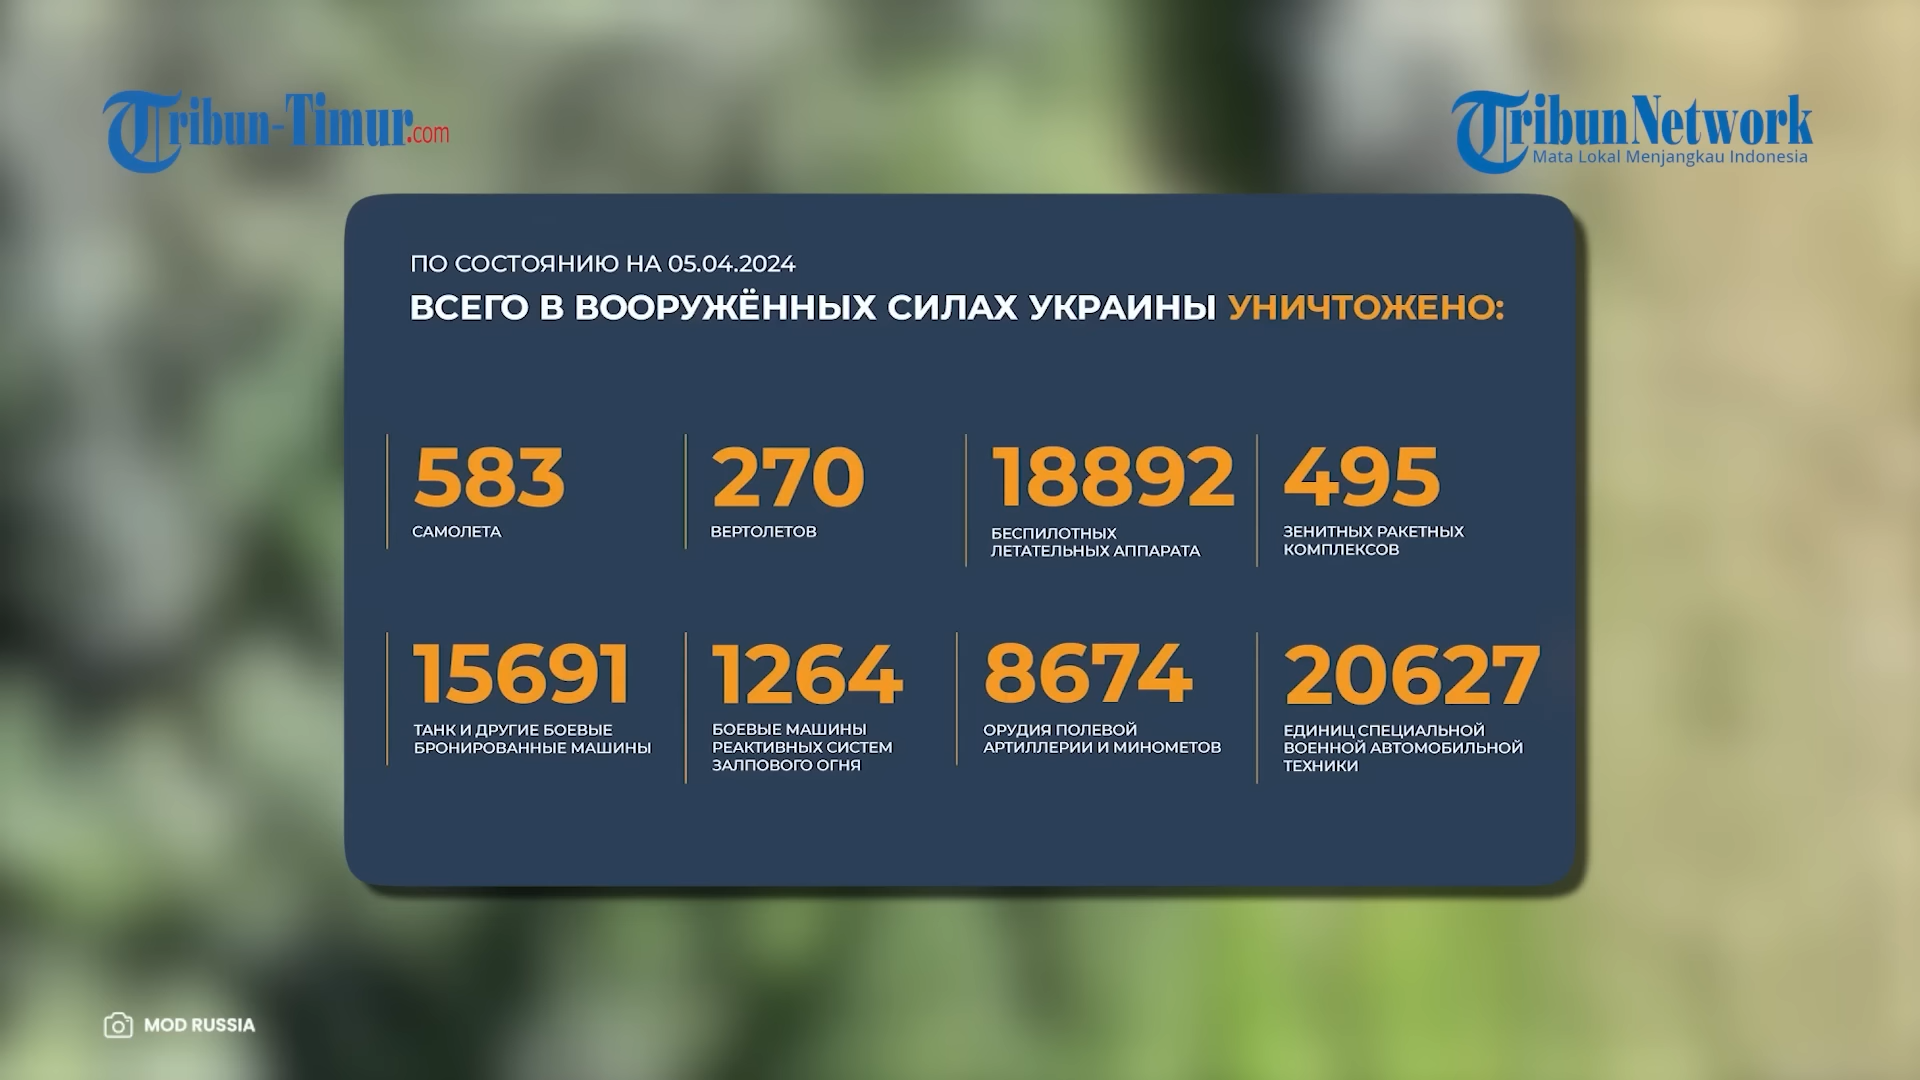 Tribun-Timur.com
TribunNetwork
Mata Lokal Menjangkau Indonesia
ПО СОСТОЯНИЮ НА 05.04.2024
ВСЕГО В ВООРУЖЁННЫХ СИЛАХ УКРАИНЫ УНИЧТОЖЕНО:
583
САМОЛЕТА
270
ВЕРТОЛЕТОВ
18892
БЕСПИЛОТНЫХ
ЛЕТАТЕЛЬНЫХ АППАРАТА
495
ЗЕНИТНЫХ РАКЕТНЫХ
КОМПЛЕКСОВ
15691
ТАНК И ДРУГИЕ БОЕВЫЕ
БРОНИРОВАННЫЕ МАШИНЫ
1264
БОЕВЫЕ МАШИНЫ
РЕАКТИВНЫХ СИСТЕМ
ЗАЛПОВОГО ОГНЯ
8674
ОРУДИЯ ПОЛЕВОЙ
АРТИЛЛЕРИИ И МИНОМЕТОВ
20627
ЕДИНИЦ СПЕЦИАЛЬНОЙ
ВОЕННОЙ АВТОМОБИЛЬНОЙ
ТЕХНИКИ
MOD RUSSIA